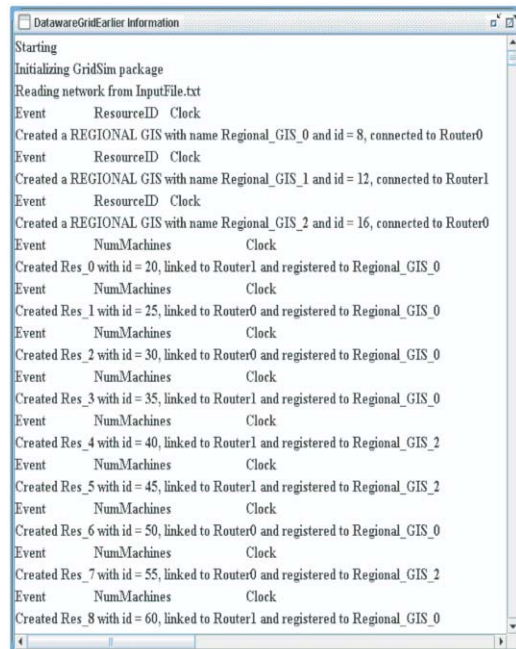 DatawareGridEarlier Information
Starting
Initializing GridSim package
Reading network from InputFile.txt
Event ResourceID Clock
Created a REGIONAL GIS with name Regional_GIS_0 and id = 8, connected to Router0
Event ResourceID Clock
Created a REGIONAL GIS with name Regional_GIS_1 and id = 12, connected to Router1
Event ResourceID Clock
Created a REGIONAL GIS with name Regional_GIS_2 and id = 16, connected to Router0
Event NumMachines Clock
Created Res_0 with id = 20, linked to Router1 and registered to Regional_GIS_0
Event NumMachines Clock
Created Res_1 with id = 25, linked to Router0 and registered to Regional_GIS_0
Event NumMachines Clock
Created Res_2 with id = 30, linked to Router0 and registered to Regional_GIS_0
Event NumMachines Clock
Created Res_3 with id = 35, linked to Router1 and registered to Regional_GIS_0
Event NumMachines Clock
Created Res_4 with id = 40, linked to Router1 and registered to Regional_GIS_2
Event NumMachines Clock
Created Res_5 with id = 45, linked to Router1 and registered to Regional_GIS_2
Event NumMachines Clock
Created Res_6 with id = 50, linked to Router0 and registered to Regional_GIS_0
Event NumMachines Clock
Created Res_7 with id = 55, linked to Router0 and registered to Regional_GIS_2
Event NumMachines Clock
Created Res_8 with id = 60, linked to Router1 and registered to Regional_GIS_0